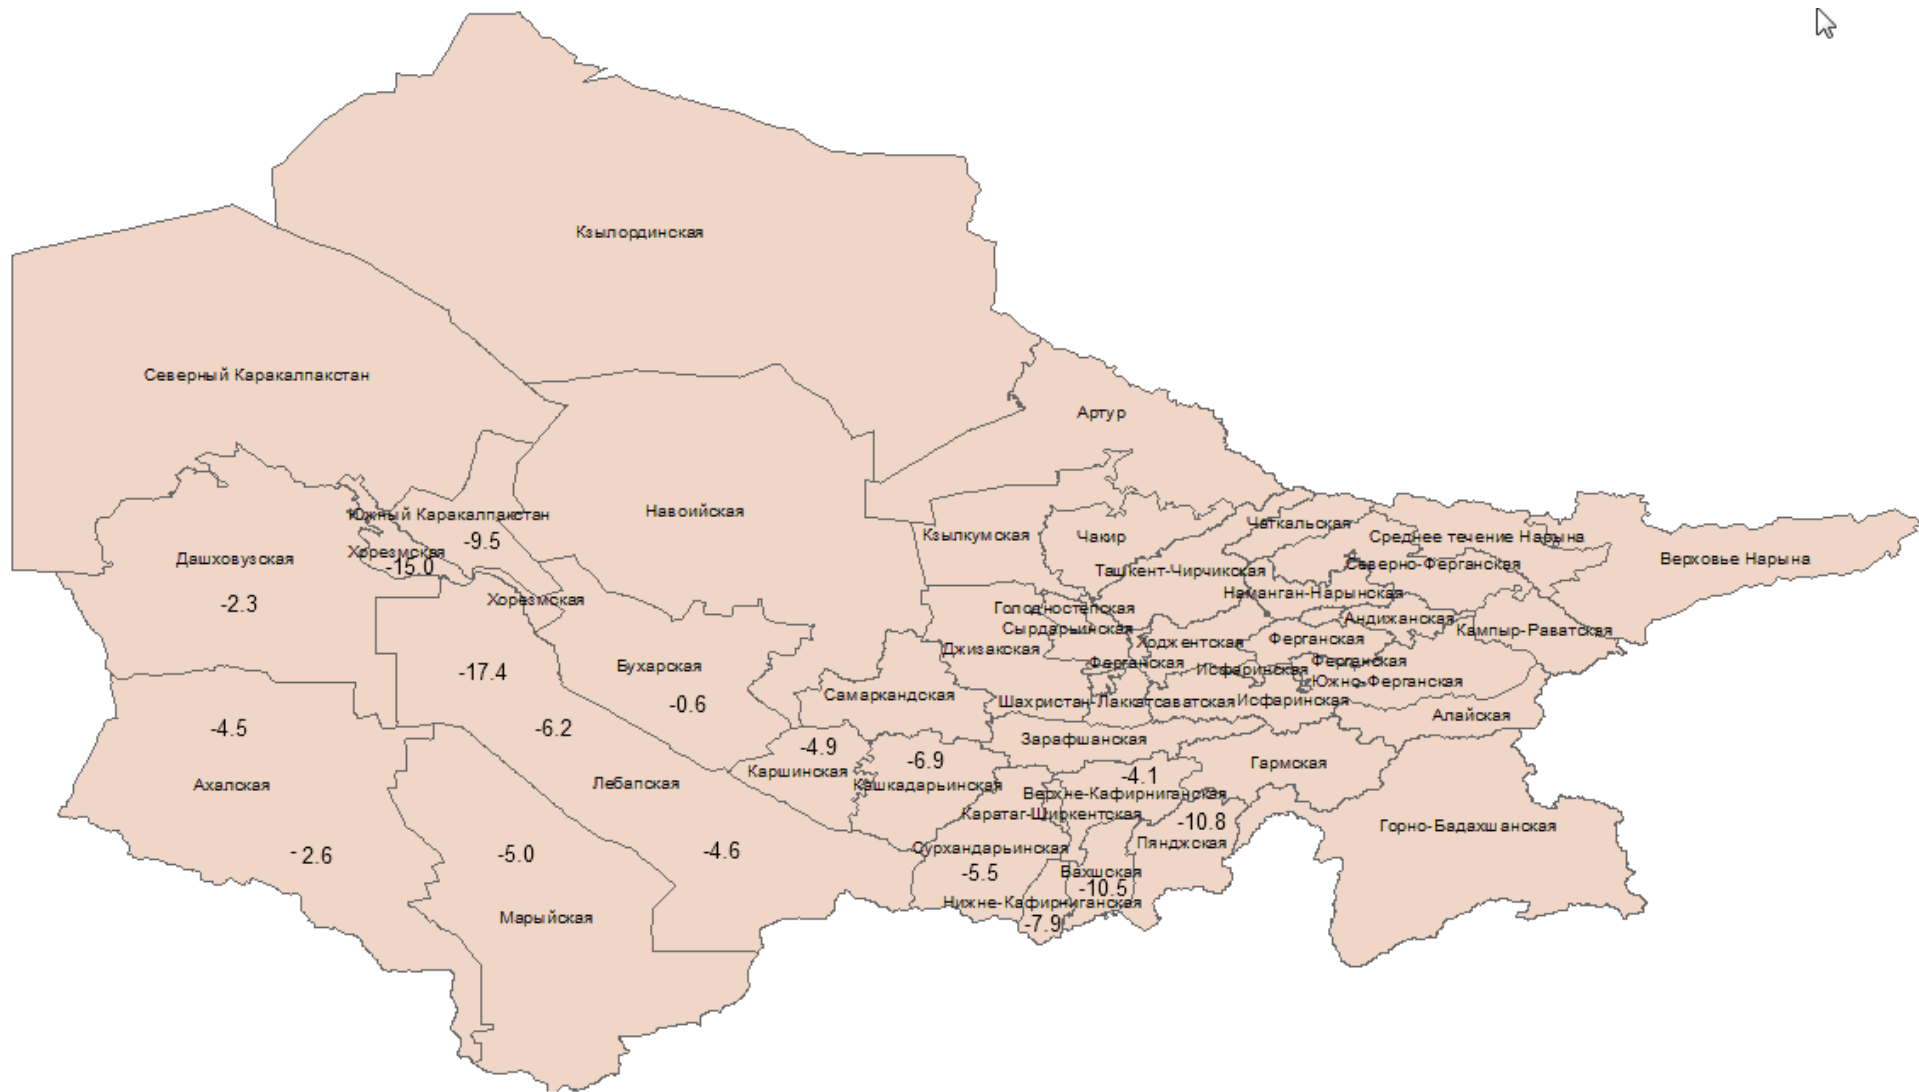 Кзылординская
Северный Каракалпакстан
Артур
Навоийская
Южный Каракалпакстан
-9.5
Хорезмская
-15.0
Дашховузская
-2.3
Хорезмская
Кзылкумская
Чакир
Чаткальская
Среднее течение Нарына
Верховье Нарына
Ташкент-Чирчикская
Северно-Ферганская
Наманган-Нарынская
Голодностепская
Сырдарьинская
Джизакская
Ходжентская
Ферганская
Андижанская
Кампыр-Раватская
Ферганская
Исфаринская
Ферганская
Южно-Ферганская
Шахристан-Лаккатсаватская
Исфаринская
Алайская
-17.4
Бухарская
-0.6
Самаркандская
-4.5
-6.2
Зарафшанская
-4.9
Каршинская
-6.9
Кашкадарьинская
-4.1
Верхне-Кафирниганская
Гармская
Ахалская
Лебапская
Каратаг-Ширкентская
-10.8
Пянджская
Горно-Бадахшанская
-2.6
-5.0
-4.6
Сурхандарьинская
-5.5
Вахшская
-10.5
Нижне-Кафирниганская
-7.9
Марыйская